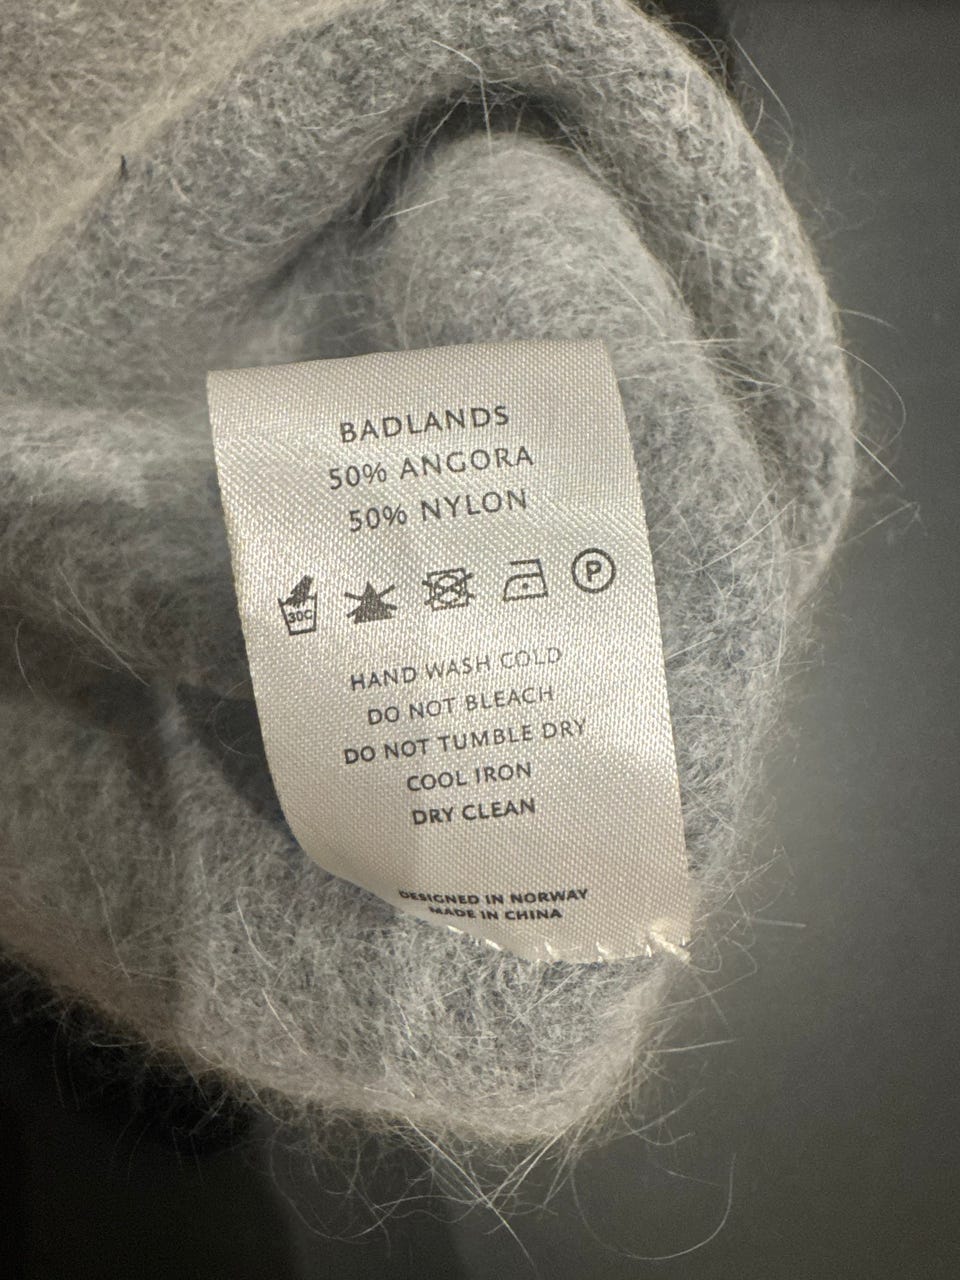 BADLANDS
50% ANGORA
50% NYLON
30C P
HAND WASH COLD
DO NOT BLEACH
DO NOT TUMBLE DRY
COOL IRON
DRY CLEAN
DESIGNED IN NORWAY
MADE IN CHINA